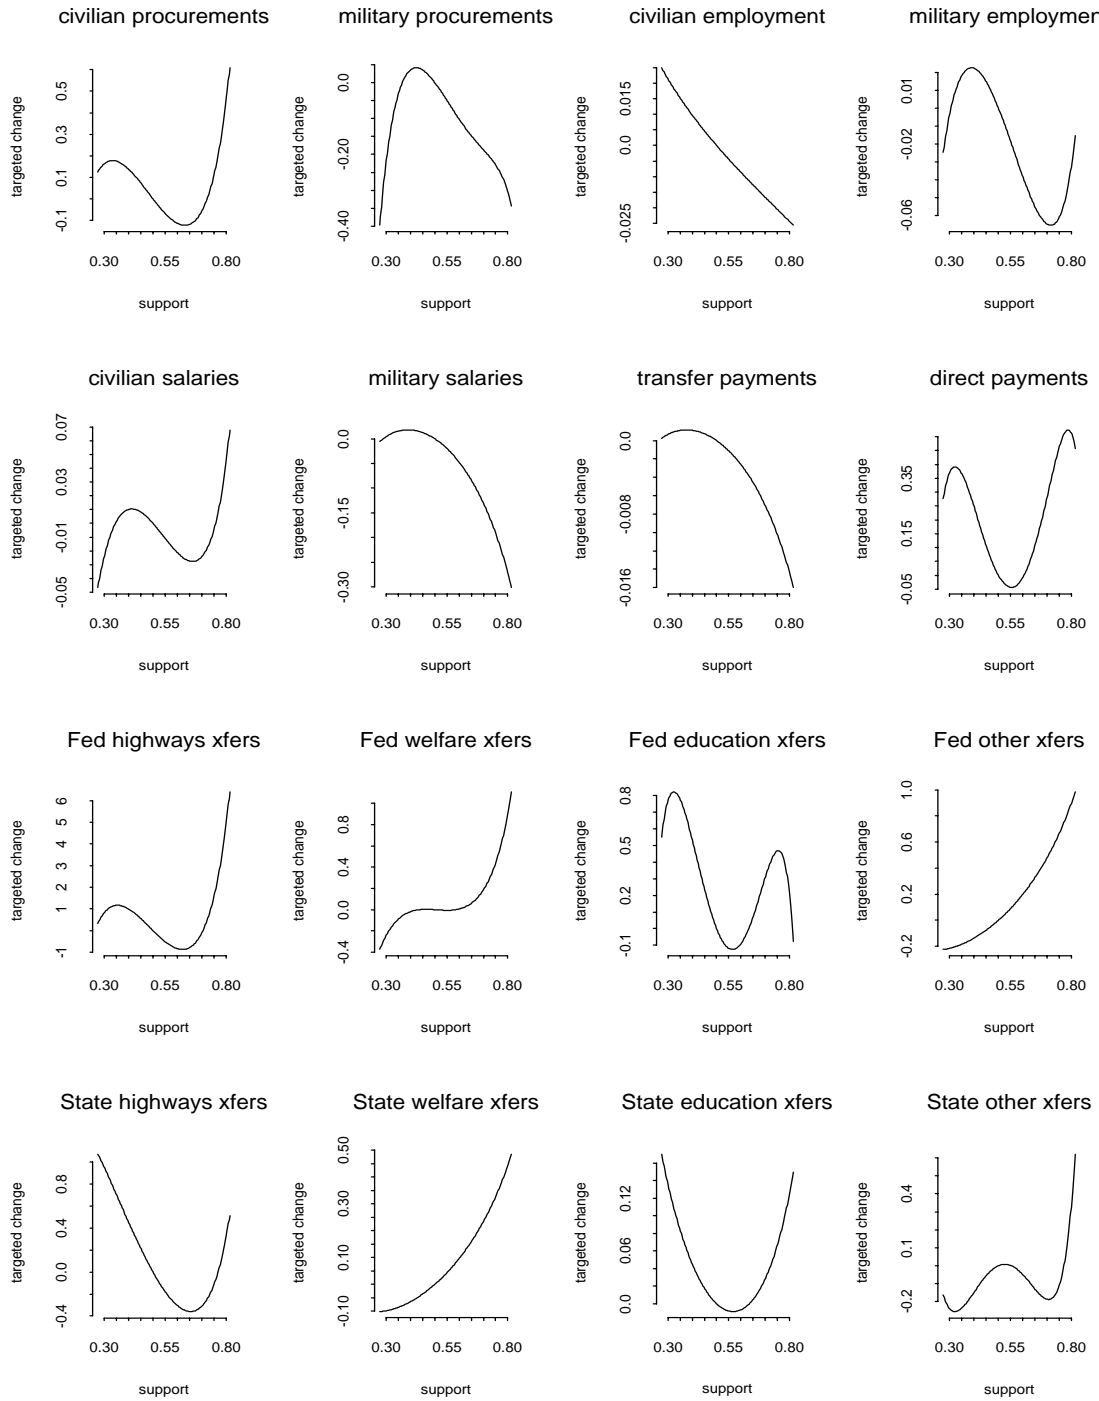 civilian procurements
military procurements
civilian employment
military employmen
targeted change
-0.1 0.1 0.3 0.5
0.30 0.55 0.80
support
targeted change
-0.40 -0.20 0.0
0.30 0.55 0.80
support
targeted change
-0.025 0.0 0.015
0.30 0.55 0.80
support
targeted change
-0.06 -0.02 0.01
0.30 0.55 0.80
support
civilian salaries
military salaries
transfer payments
direct payments
targeted change
-0.05 -0.01 0.03 0.07
0.30 0.55 0.80
support
targeted change
-0.30 -0.15 0.0
0.30 0.55 0.80
support
targeted change
-0.016 -0.008 0.0
0.30 0.55 0.80
support
targeted change
-0.05 0.15 0.35
0.30 0.55 0.80
support
Fed highways xfers
Fed welfare xfers
Fed education xfers
Fed other xfers
targeted change
-1 1 2 3 4 5 6
0.30 0.55 0.80
support
targeted change
-0.4 0.0 0.4 0.8
0.30 0.55 0.80
support
targeted change
-0.1 0.2 0.5 0.8
0.30 0.55 0.80
support
targeted change
-0.2 0.2 0.6 1.0
0.30 0.55 0.80
support
State highways xfers
State welfare xfers
State education xfers
State other xfers
targeted change
-0.4 0.0 0.4 0.8
0.30 0.55 0.80
support
targeted change
-0.10 0.10 0.30 0.50
0.30 0.55 0.80
support
targeted change
0.0 0.06 0.12
0.30 0.55 0.80
support
targeted change
-0.2 0.1 0.4
0.30 0.55 0.80
support